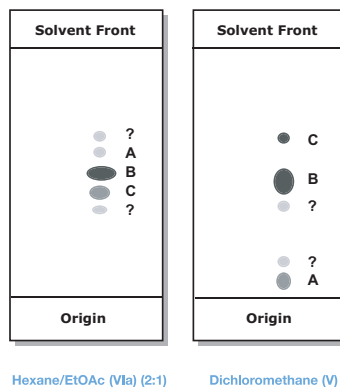 Solvent Front
?
A
B
C
?
Origin
Hexane/EtOAc (VIa) (2:1)
Solvent Front
C
B
?
?
A
Origin
Dichloromethane (V)